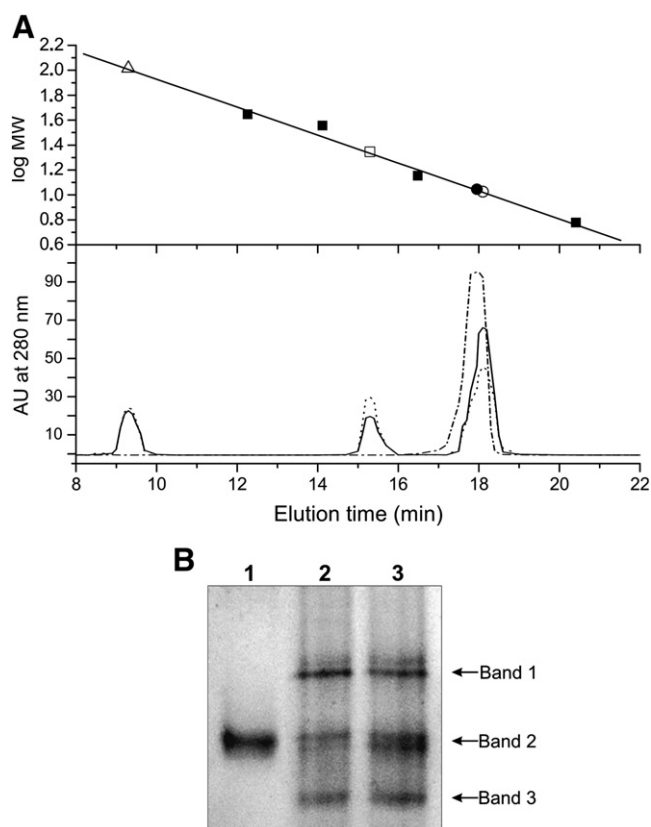 A
2.2
2.0
1.8
1.6
1.4
1.2
1.0
0.8
0.6
log MW
90
70
50
30
10
AU at 280 nm
8 10 12 14 16 18 20 22
Elution time (min)
B
1 2 3
Band 1
Band 2
Band 3